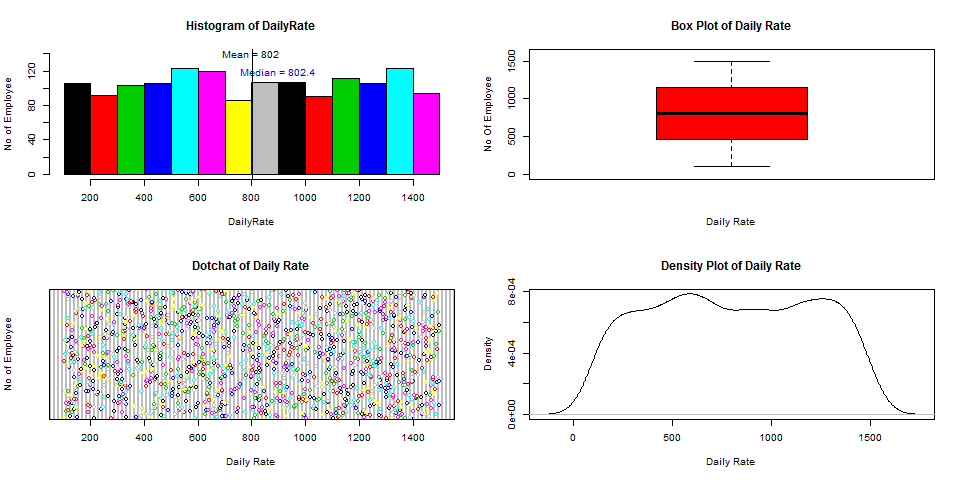 Histogram of DailyRate
Mean = 802
Median = 802.4
No of Employee
0
40
80
120
200 400 600 800 1000 1200 1400
DailyRate
Box Plot of Daily Rate
No Of Employee
0
500
1000
1500
Daily Rate
Dotchat of Daily Rate
No of Employee
200 400 600 800 1000 1200 1400
Daily Rate
Density Plot of Daily Rate
Density
0e+00
4e-04
8e-04
0 500 1000 1500
Daily Rate